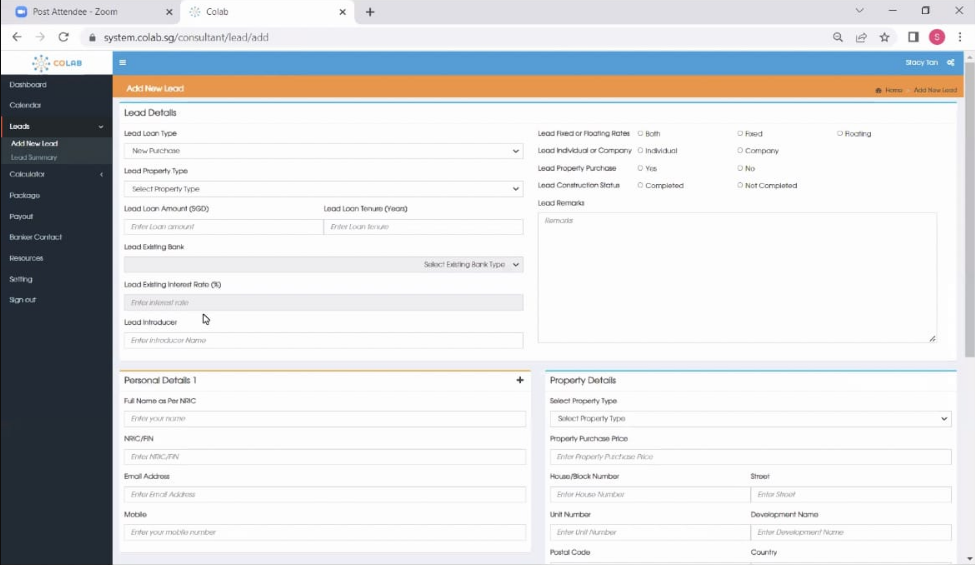 Post Attendee - Zoom
Colab
system.colab.sg/consultant/lead/add
S
COLAB
Stacy Tan
Dashboard
Calendar
Leads
Add New Lead
Lead Summary
Calculator
Package
Payout
Banker Contact
Resources
Setting
Sign out
Add New Lead
Home
Add New Lead
Lead Details
Lead Loan Type
New Purchase
Lead Property Type
Select Property Type
Lead Loan Amount (SGD)
Lead Loan Tenure (Years)
Enter Loan amount
Enter Loan tenure
Lead Existing Bank
Select Existing Bank Type
Lead Existing Interest Rate (%)
Enter interest rate
Lead Introducer
Enter Introducer Name
Lead Fixed or Floating Rates
Both
Fixed
Floating
Lead Individual or Company
Individual
Company
Lead Property Purchase
Yes
No
Lead Construction Status
Completed
Not Completed
Lead Remarks
Remarks
Personal Details 1
Full Name as Per NRIC
Enter your name
NRIC/FIN
Enter NRIC/FIN
Email Address
Enter Email Address
Mobile
Enter your mobile number
Property Details
Select Property Type
Select Property Type
Property Purchase Price
Enter Property Purchase Price
House/Block Number
Street
Enter House Number
Enter Street
Unit Number
Development Name
Enter Unit Number
Enter Development Name
Postal Code
Country